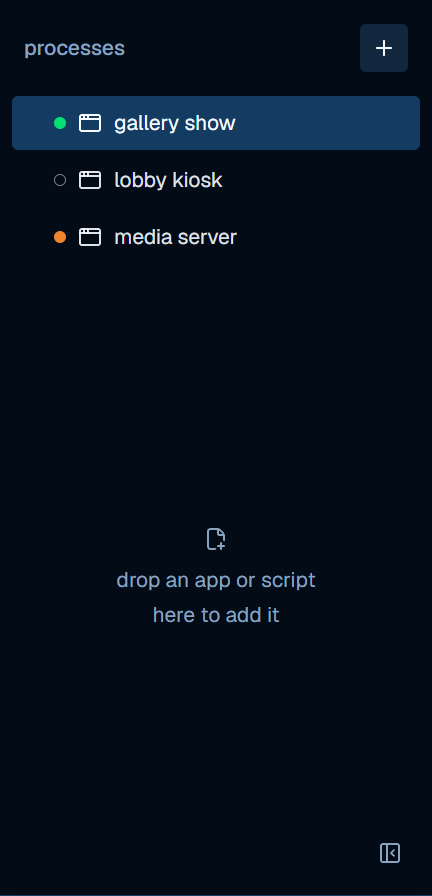 processes
gallery show
lobby kiosk
media server
drop an app or script
here to add it